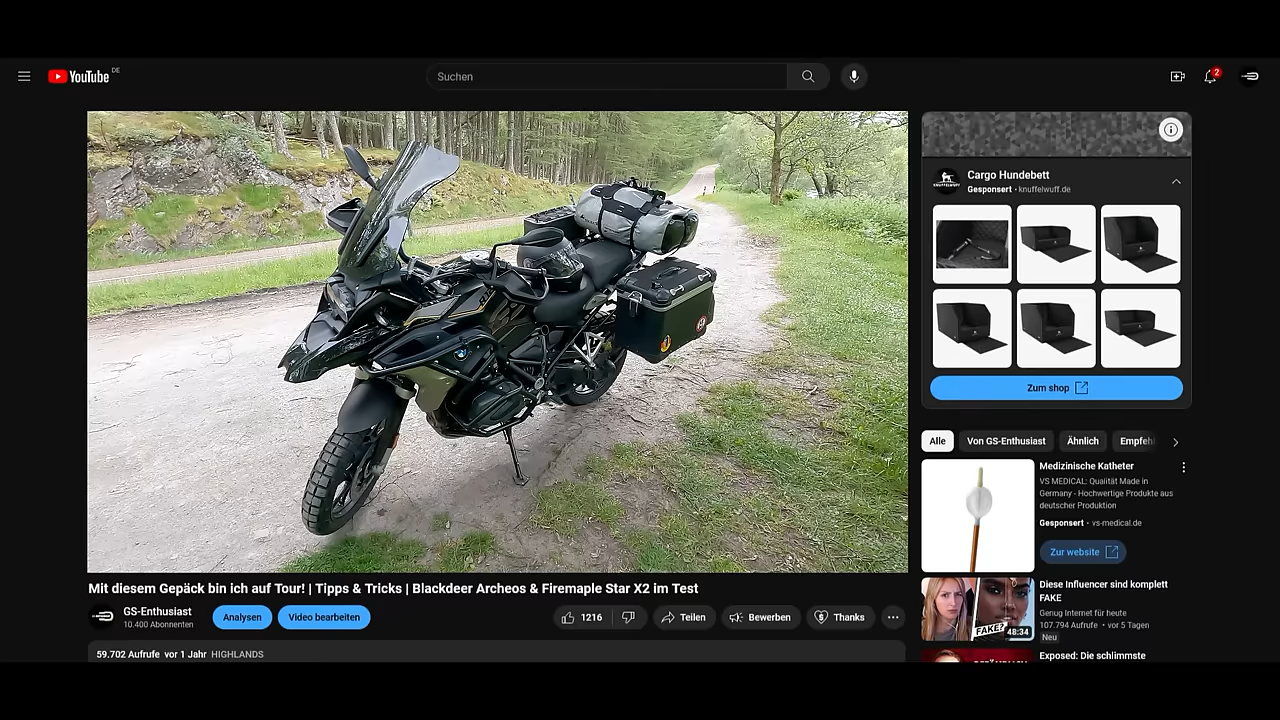 YouTube DE
Suchen
2
Cargo Hundebett
Gesponsert • knuffelwuff.de
KNUFFELWUFF
Zum shop
Alle
Von GS-Enthusiast
Ähnlich
Empfehl
Medizinische Katheter
VS MEDICAL: Qualität Made in
Germany - Hochwertige Produkte aus
deutscher Produktion
Gesponsert • vs-medical.de
Zur website
Mit diesem Gepäck bin ich auf Tour! | Tipps & Tricks | Blackdeer Archeos & Firemaple Star X2 im Test
GS-Enthusiast
10.400 Abonnenten
Analysen
Video bearbeiten
1216
Teilen
Bewerben
Thanks
59.702 Aufrufe vor 1 Jahr HIGHLANDS
FAKE?
48:34
Diese Influencer sind komplett
FAKE
Genug Internet für heute
107.794 Aufrufe • vor 5 Tagen
Neu
Exposed: Die schlimmste